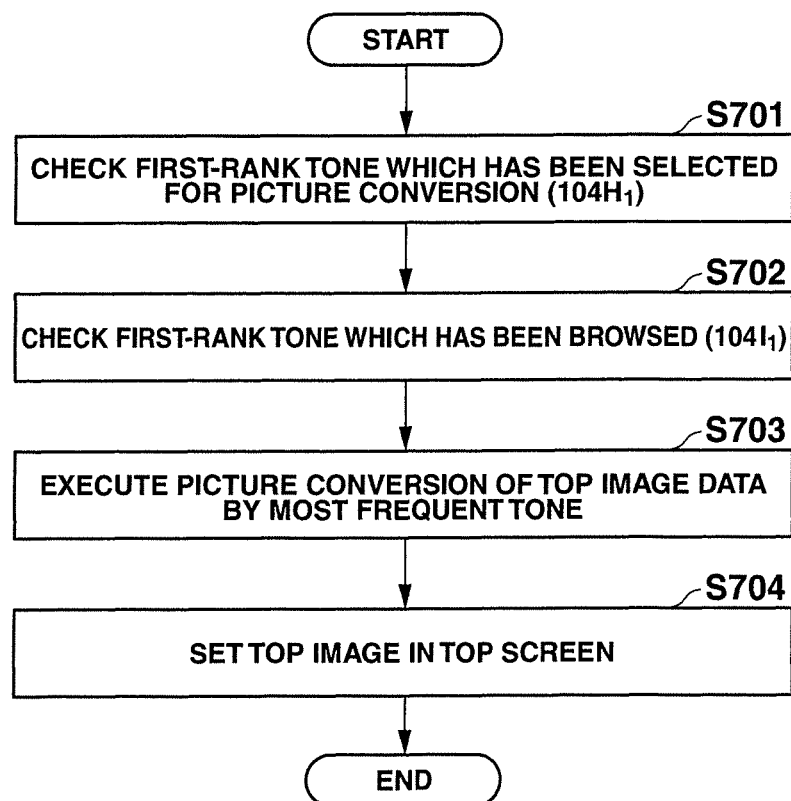 START
S701
CHECK FIRST-RANK TONE WHICH HAS BEEN SELECTED
FOR PICTURE CONVERSION (104H₁)
S702
CHECK FIRST-RANK TONE WHICH HAS BEEN BROWSED (104I₁)
S703
EXECUTE PICTURE CONVERSION OF TOP IMAGE DATA
BY MOST FREQUENT TONE
S704
SET TOP IMAGE IN TOP SCREEN
END